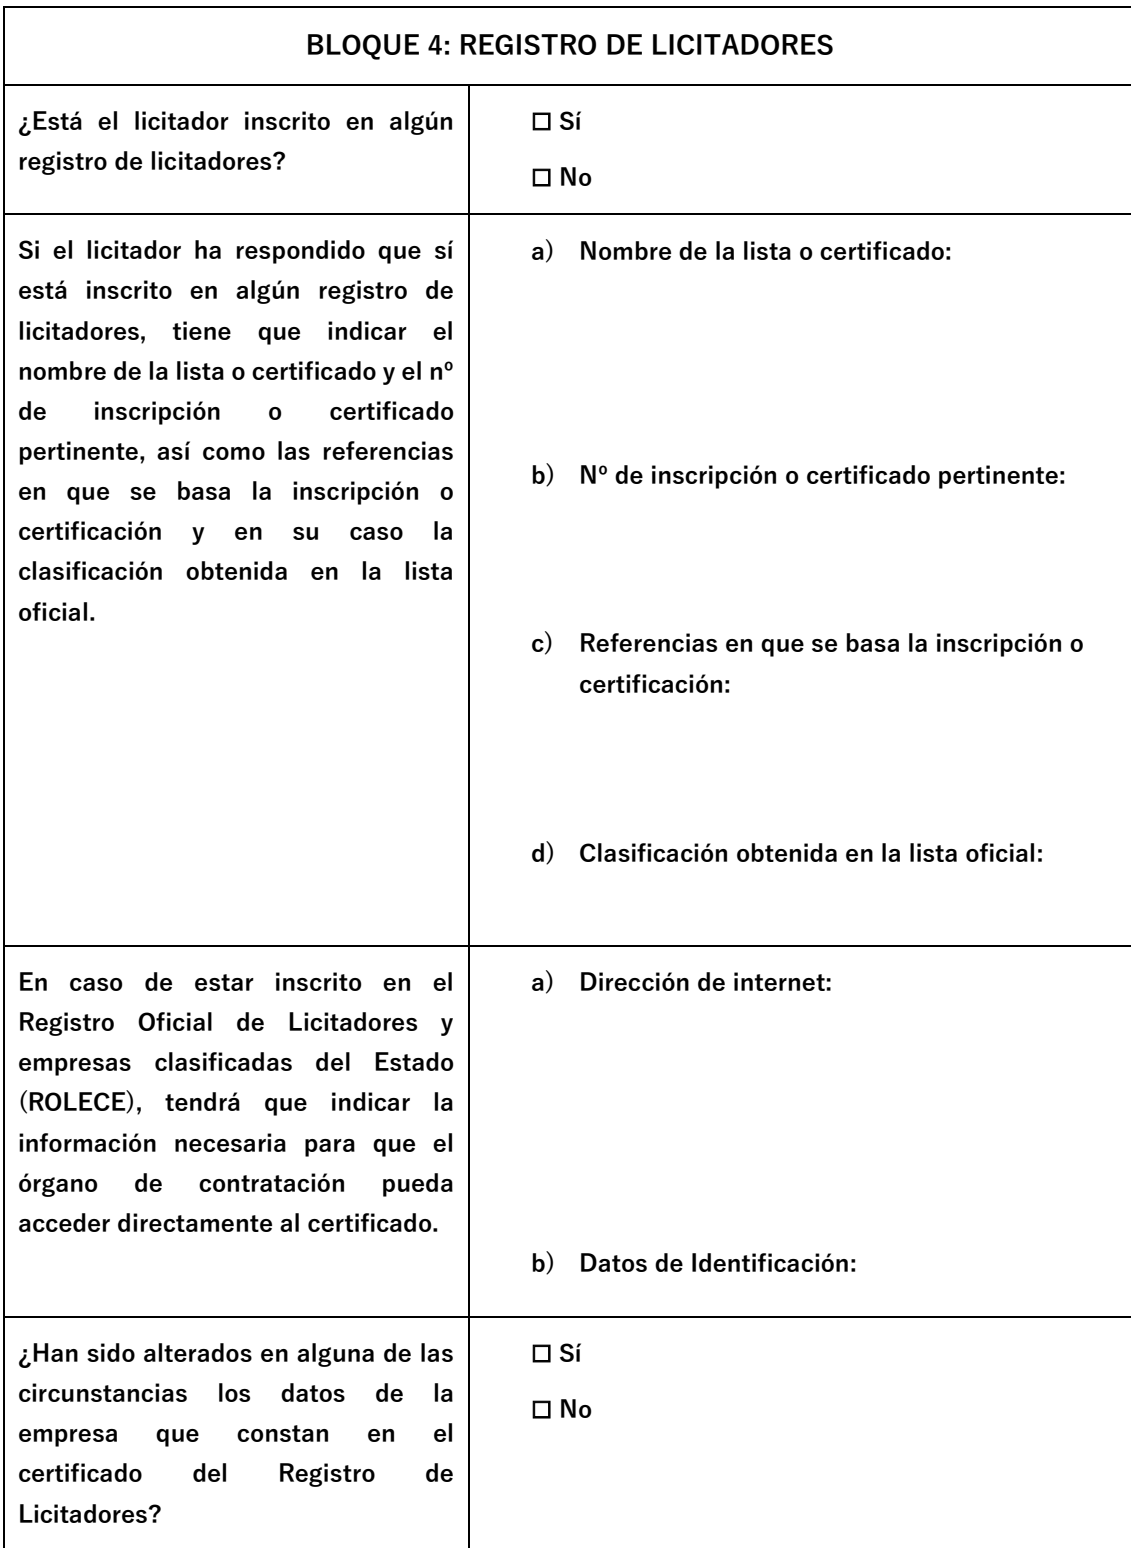 BLOQUE 4: REGISTRO DE LICITADORES
¿Está el licitador inscrito en algún
registro de licitadores?
☐ Sí
☐ No
Si el licitador ha respondido que sí
está inscrito en algún registro de
licitadores, tiene que indicar el
nombre de la lista o certificado y el nº
de inscripción o certificado
pertinente, así como las referencias
en que se basa la inscripción o
certificación y en su caso la
clasificación obtenida en la lista
oficial.
a) Nombre de la lista o certificado:
b) Nº de inscripción o certificado pertinente:
c) Referencias en que se basa la inscripción o
certificación:
d) Clasificación obtenida en la lista oficial:
En caso de estar inscrito en el
Registro Oficial de Licitadores y
empresas clasificadas del Estado
(ROLECE), tendrá que indicar la
información necesaria para que el
órgano de contratación pueda
acceder directamente al certificado.
a) Dirección de internet:
b) Datos de Identificación:
¿Han sido alterados en alguna de las
circunstancias los datos de la
empresa que constan en el
certificado del Registro de
Licitadores?
☐ Sí
☐ No